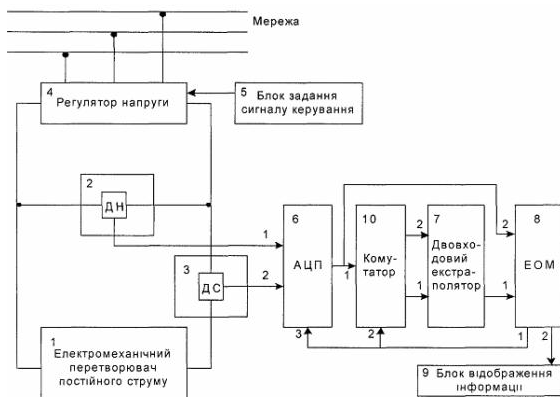 Мережа
4
Регулятор напруги
5 Блок задання
сигналу керування
2
ДН
3
ДС
1
Електромеханічний
перетворювач
постійного струму
1
2
6
АЦП
3
1
10
Кому-
татор
2
2
1
7
Двовхо-
довий
екстра-
полятор
1
2
8
ЕОМ
1
2
9 Блок відображення
інформації